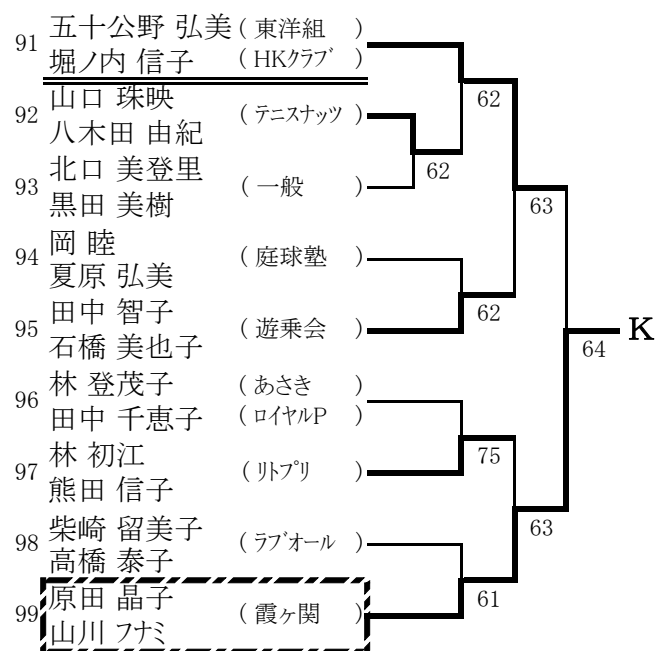 91 五十公野 弘美 ( 東洋組 )
堀ノ内 信子 ( HKクラブ )
62
92 山口 珠映 ( テニスナッツ )
八木田 由紀
62
93 北口 美登里 ( 一般 )
黒田 美樹
63
94 岡 睦 ( 庭球塾 )
夏原 弘美
62
95 田中 智子 ( 遊乗会 )
石橋 美也子
64 K
96 林 登茂子 ( あさき )
田中 千恵子 ( ロイヤルP )
75
97 林 初江 ( リトプリ )
熊田 信子
63
98 柴崎 留美子 ( ラブオール )
高橋 泰子
61
99 原田 晶子 ( 霞ヶ関 )
山川 フナミ